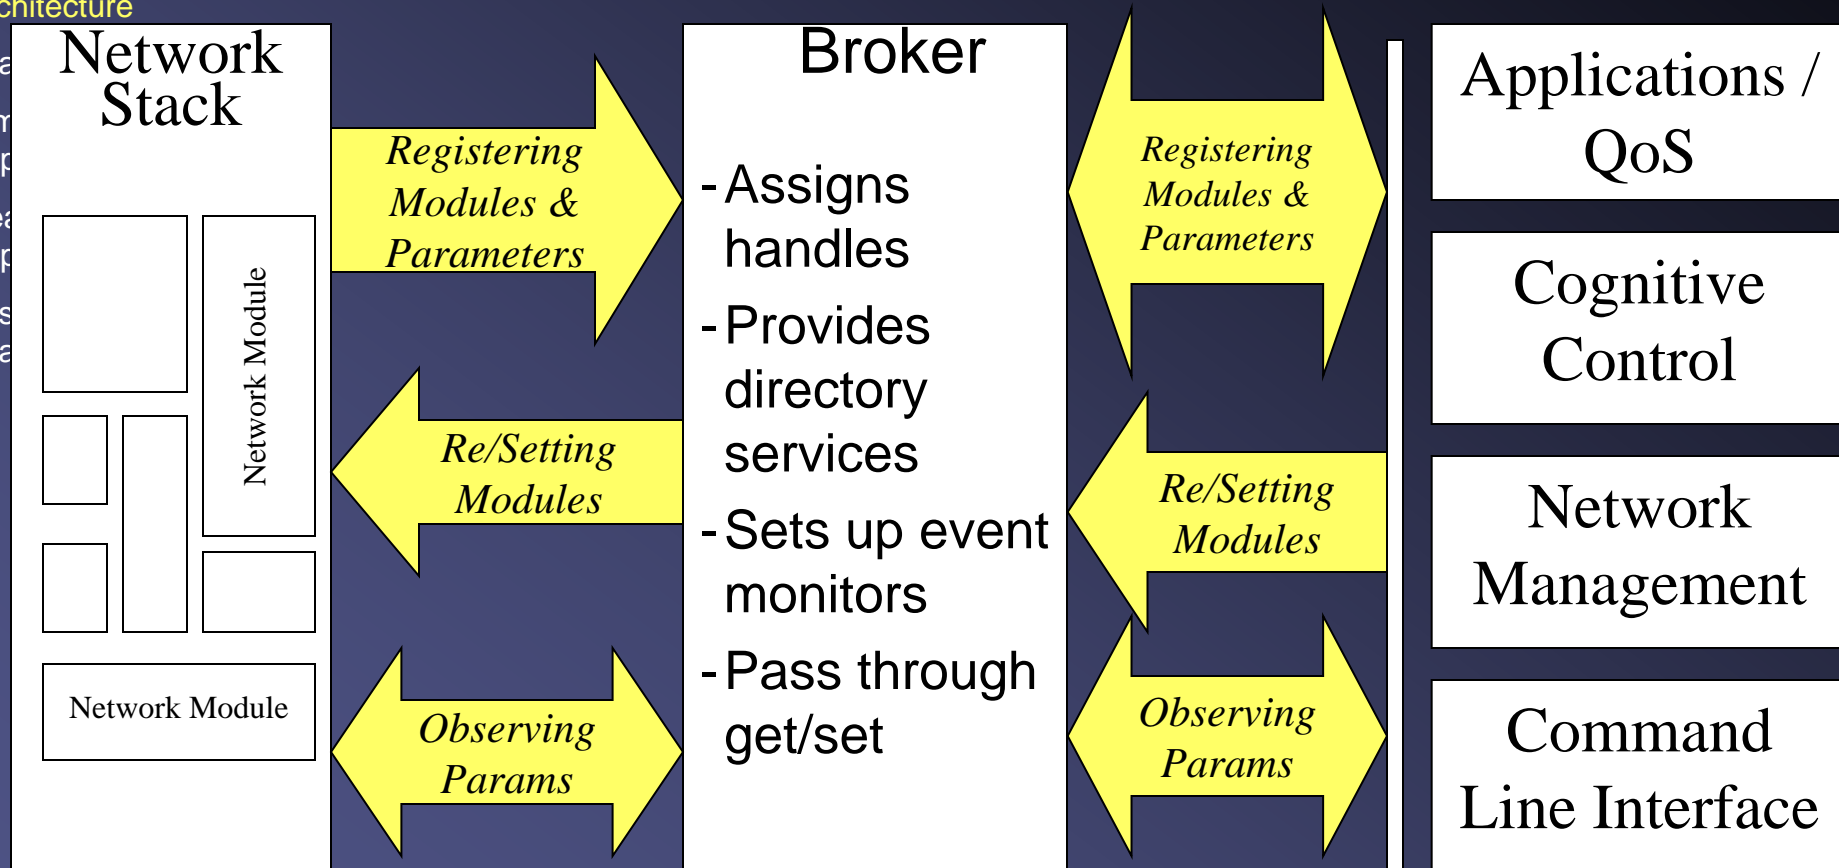 Network
Stack
Network Module
Network Module
Registering
Modules &
Parameters
Re/Setting
Modules
Observing
Params
Broker
-Assigns
handles
-Provides
directory
services
-Sets up event
monitors
-Pass through
get/set
Registering
Modules &
Parameters
Re/Setting
Modules
Observing
Params
Applications /
QoS
Cognitive
Control
Network
Management
Command
Line Interface